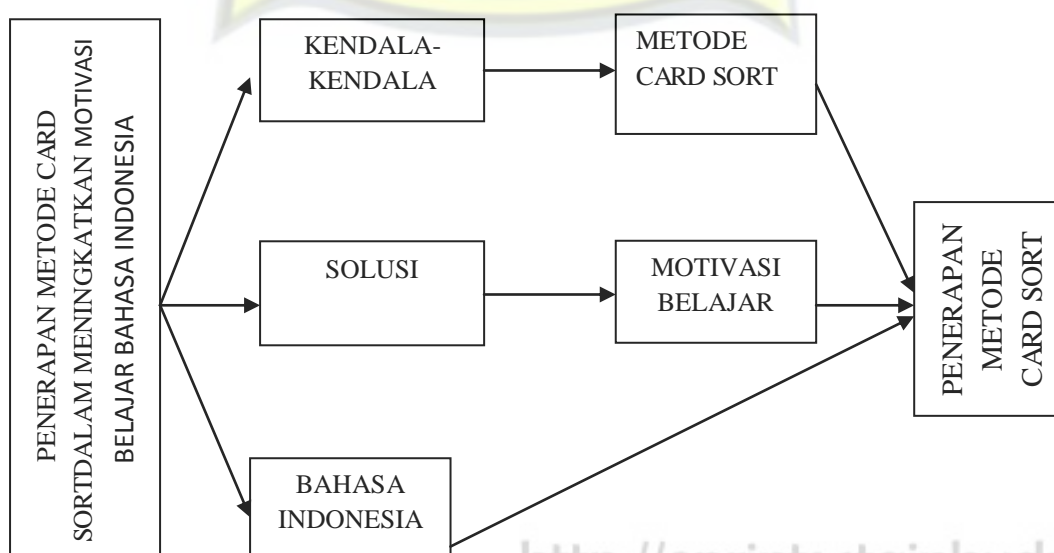 PENERAPAN METODE CARD
SORTDALAM MENINGKATKAN MOTIVASI
BELAJAR BAHASA INDONESIA
KENDALA-
KENDALA
METODE
CARD SORT
SOLUSI
MOTIVASI
BELAJAR
BAHASA
INDONESIA
PENERAPAN
METODE
CARD SORT